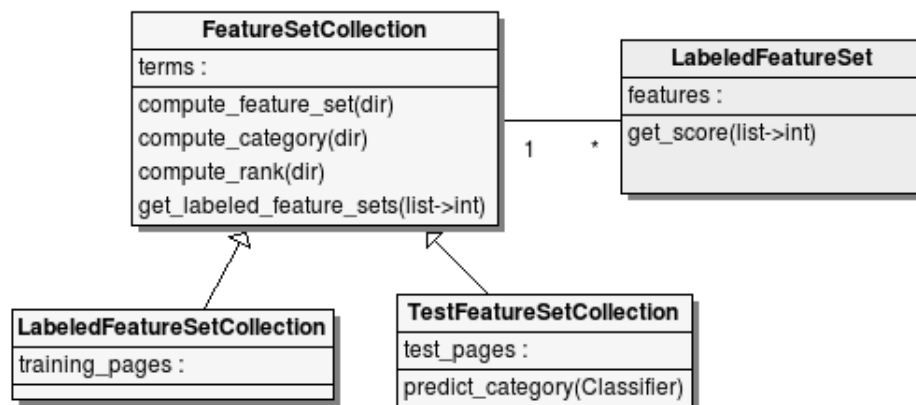 FeatureSetCollection
terms :
compute_feature_set(dir)
compute_category(dir)
compute_rank(dir)
get_labeled_feature_sets(list->int)
1 *
LabeledFeatureSet
features :
get_score(list->int)
LabeledFeatureSetCollection
training_pages :
TestFeatureSetCollection
test_pages :
predict_category(Classifier)